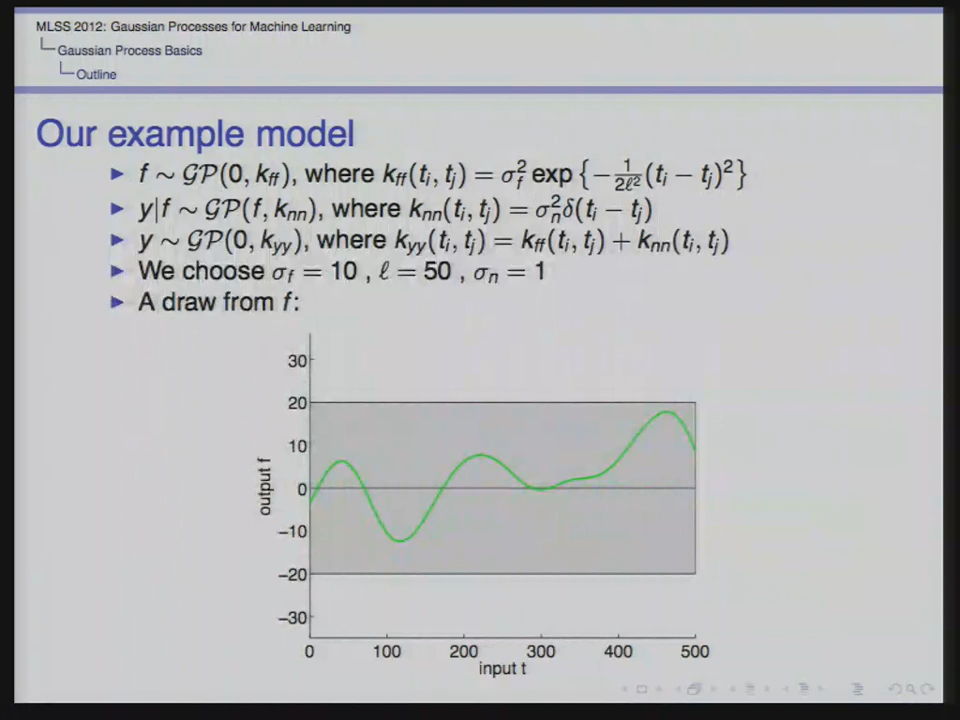 MLSS 2012: Gaussian Processes for Machine Learning
Gaussian Process Basics
Outline
Our example model
▶ f ∼ 𝒢𝒫(0, k_ff), where k_ff(t_i, t_j) = σ_f^2 exp {−1/(2ℓ^2) (t_i − t_j)^2}
▶ y|f ∼ 𝒢𝒫(f, k_nn), where k_nn(t_i, t_j) = σ_n^2 δ(t_i − t_j)
▶ y ∼ 𝒢𝒫(0, k_yy), where k_yy(t_i, t_j) = k_ff(t_i, t_j) + k_nn(t_i, t_j)
▶ We choose σ_f = 10 , ℓ = 50 , σ_n = 1
▶ A draw from f:
30
20
10
0
−10
−20
−30
output f
0 100 200 300 400 500
input t